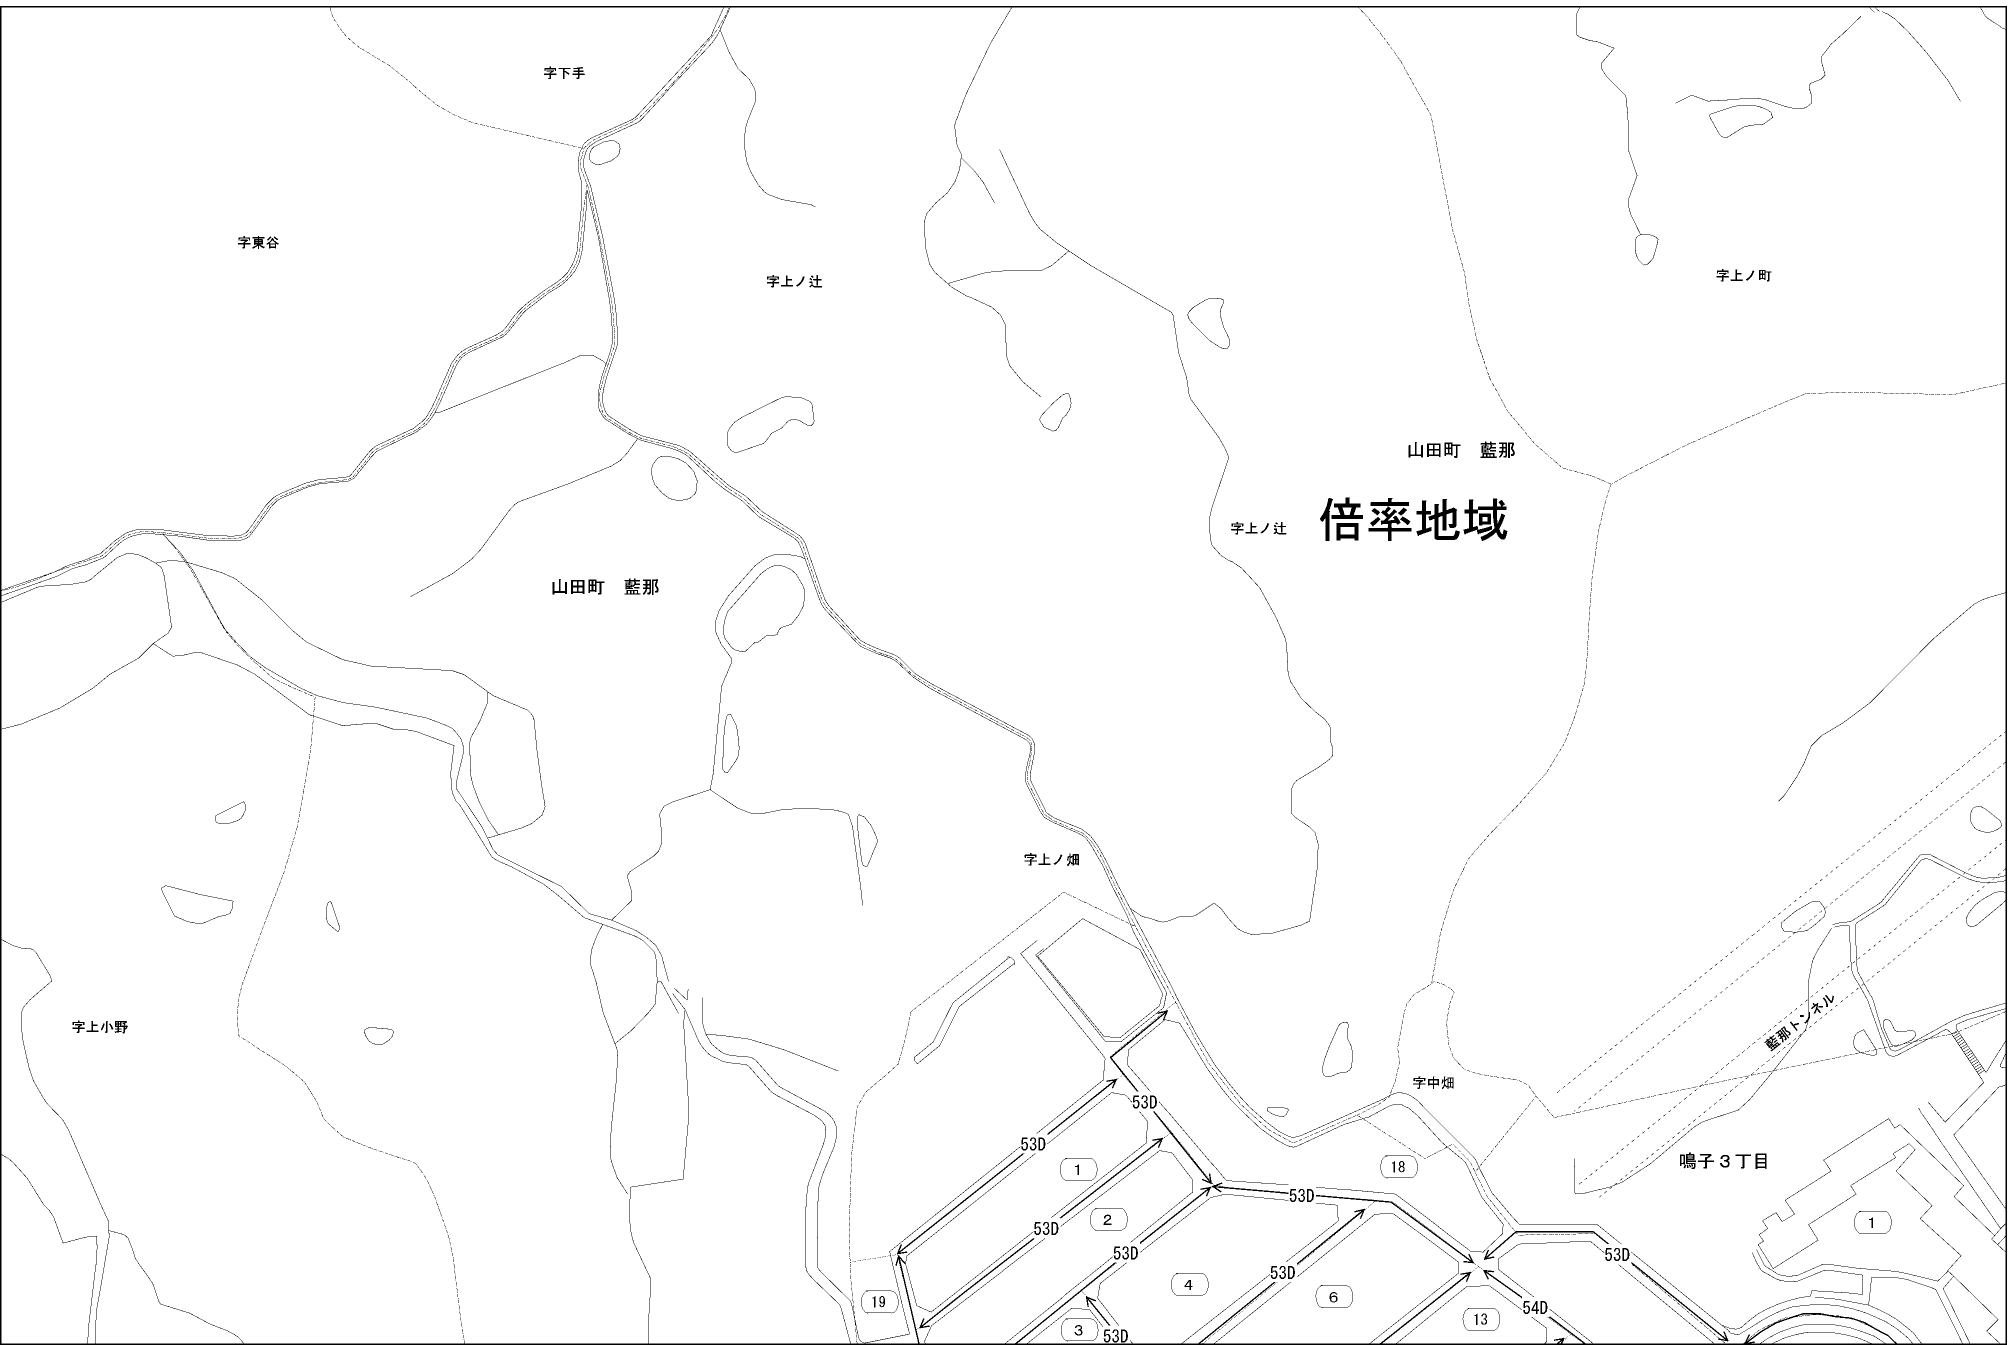 字下手
字東谷
字上ノ辻
字上ノ町
山田町　藍那
倍率地域
字上ノ辻
山田町　藍那
字上ノ畑
字上小野
藍那トンネル
字中畑
53D
53D
1
18
鳴子3丁目
53D
2
53D
1
53D
53D
53D
4
6
19
54D
13
3
53D